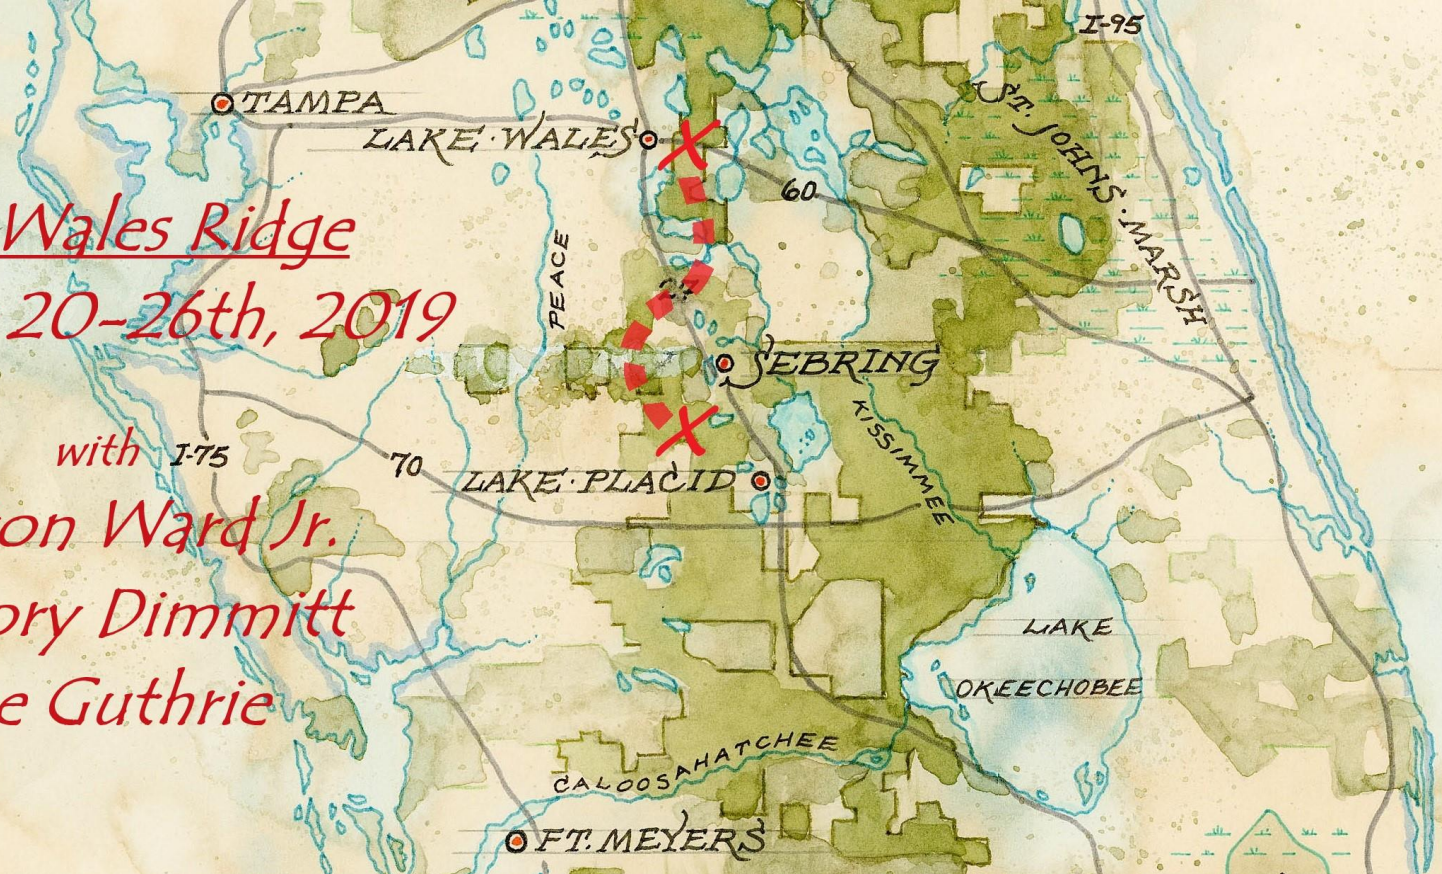 I-95
TAMPA
LAKE·WALES
ST. JOHNS·MARSH
60
Wales Ridge
20-26th, 2019
PEACE
SEBRING
KISSIMMEE
with
I-75
70
LAKE·PLACID
on Ward Jr.
ory Dimmitt
LAKE
OKEECHOBEE
e Guthrie
CALOOSAHATCHEE
FT. MEYERS